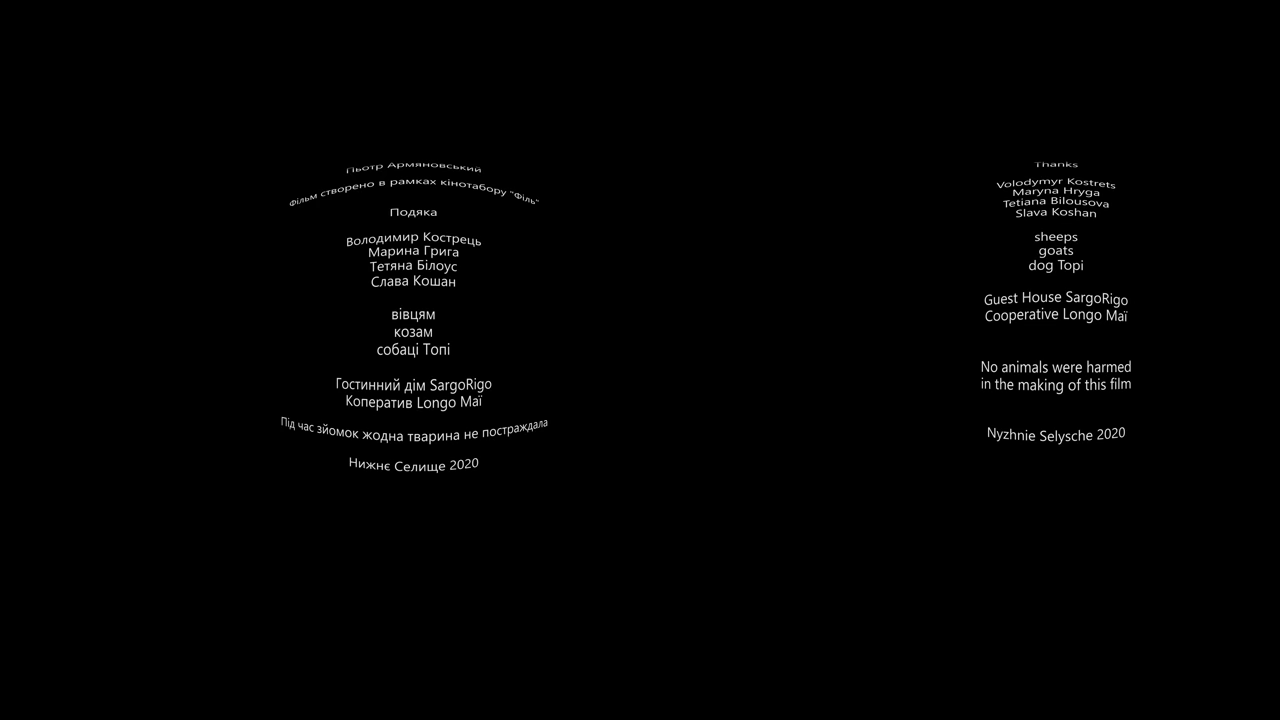 Пьотр Армяновський
Фільм створено в рамках кінотабору "Філь"
Подяка
Володимир Кострець
Марина Грига
Тетяна Білоус
Слава Кошан
вівцям
козам
собаці Топі
Гостинний дім SargoRigo
Коператив Longo Maї
Під час зйомок жодна тварина не постраждала
Нижнє Селище 2020
Thanks
Volodymyr Kostrets
Maryna Hryga
Tetiana Bilousova
Slava Koshan
sheeps
goats
dog Topi
Guest House SargoRigo
Cooperative Longo Maï
No animals were harmed
in the making of this film
Nyzhnie Selysche 2020